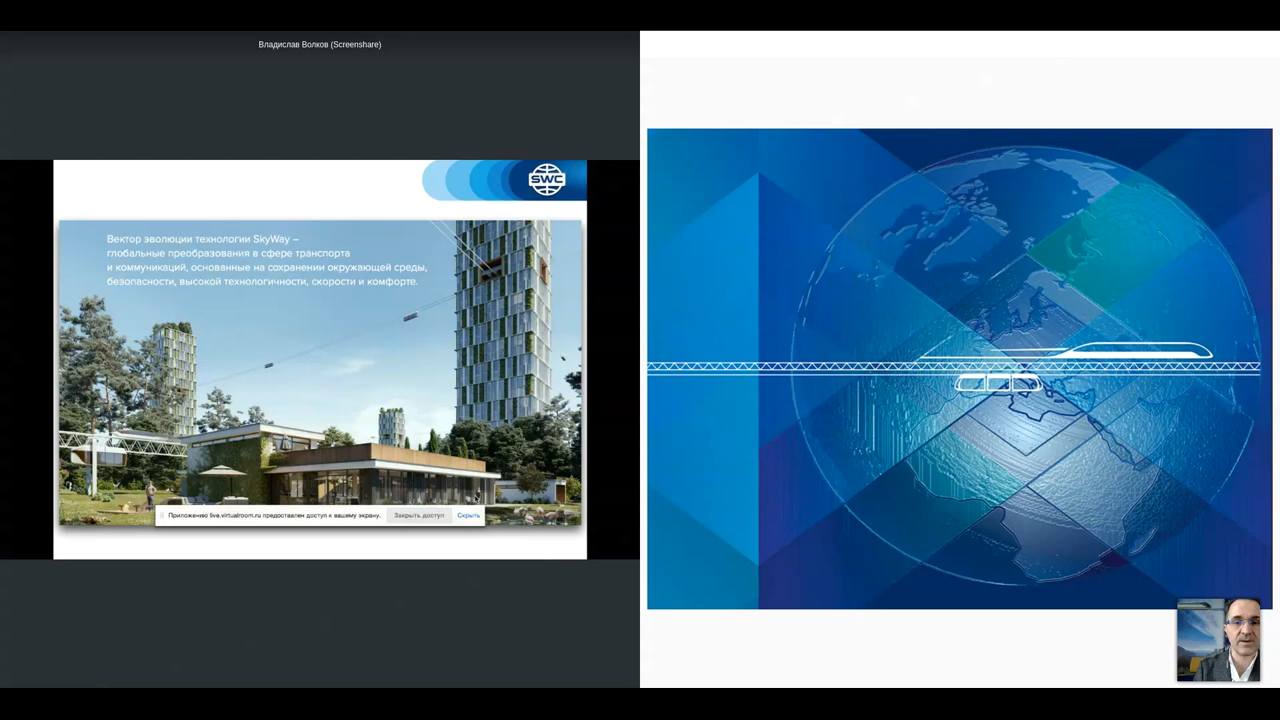 Владислав Волков (Screenshare)
SWC
Вектор эволюции технологии SkyWay –
глобальные преобразования в сфере транспорта
и коммуникаций, основанные на сохранении окружающей среды,
безопасности, высокой технологичности, скорости и комфорте.
Приложению live.virtualroom.ru предоставлен доступ к вашему экрану. Закрыть доступ Скрыть